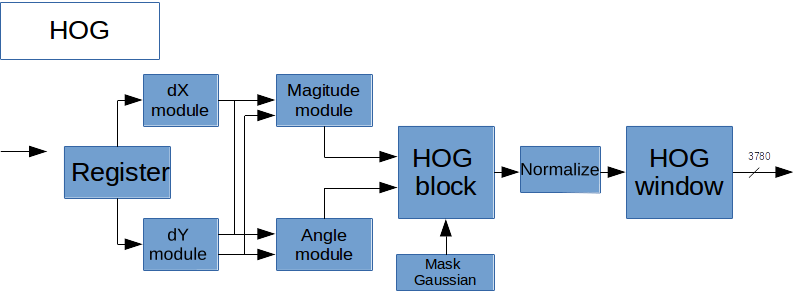 HOG
dX
module
Magitude
module
Register
HOG
block
Normalize
HOG
window
3780
dY
module
Angle
module
Mask
Gaussian